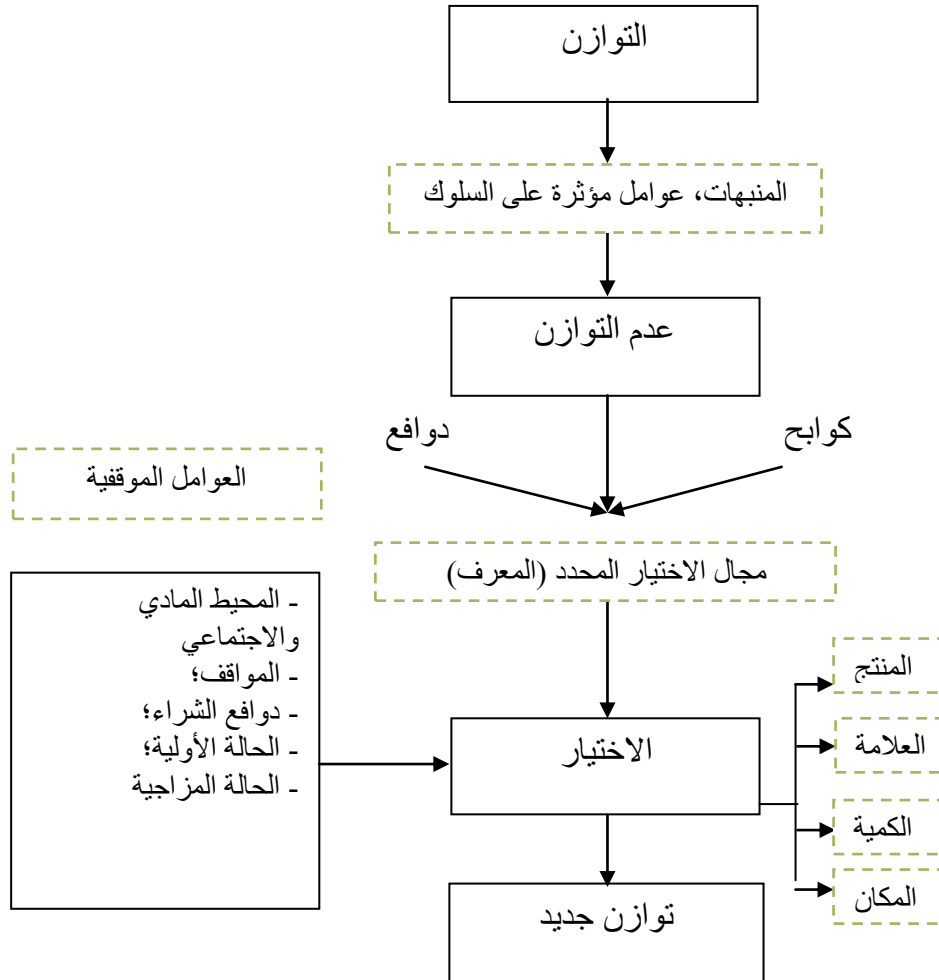 التوازن
المنبهات، عوامل مؤثرة على السلوك
عدم التوازن
كوابح
دوافع
العوامل الموقفية
مجال الاختيار المحدد (المعرف)
- المحيط المادي
والاجتماعي
- المواقف؛
- دوافع الشراء؛
- الحالة الأولية؛
- الحالة المزاجية
الاختيار
المنتج
العلامة
الكمية
المكان
توازن جديد